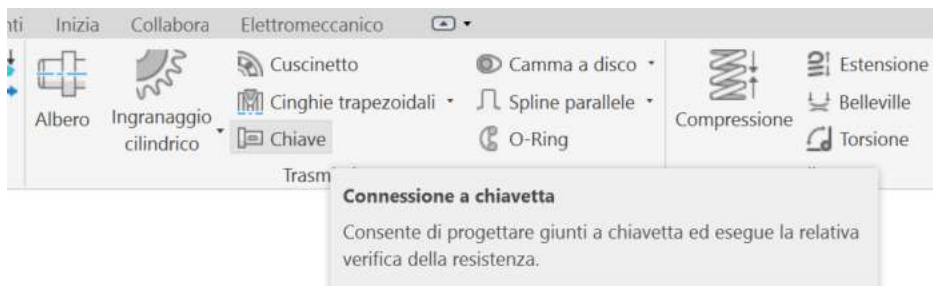 Inizia Collabora Elettromeccanico
Albero
Ingranaggio
cilindrico
Cuscinetto
Cinghie trapezoidali
Chiave
Camma a disco
Spline parallele
O-Ring
Compressione
Estensione
Belleville
Torsione
Connessione a chiavetta
Consente di progettare giunti a chiavetta ed esegue la relativa
verifica della resistenza.